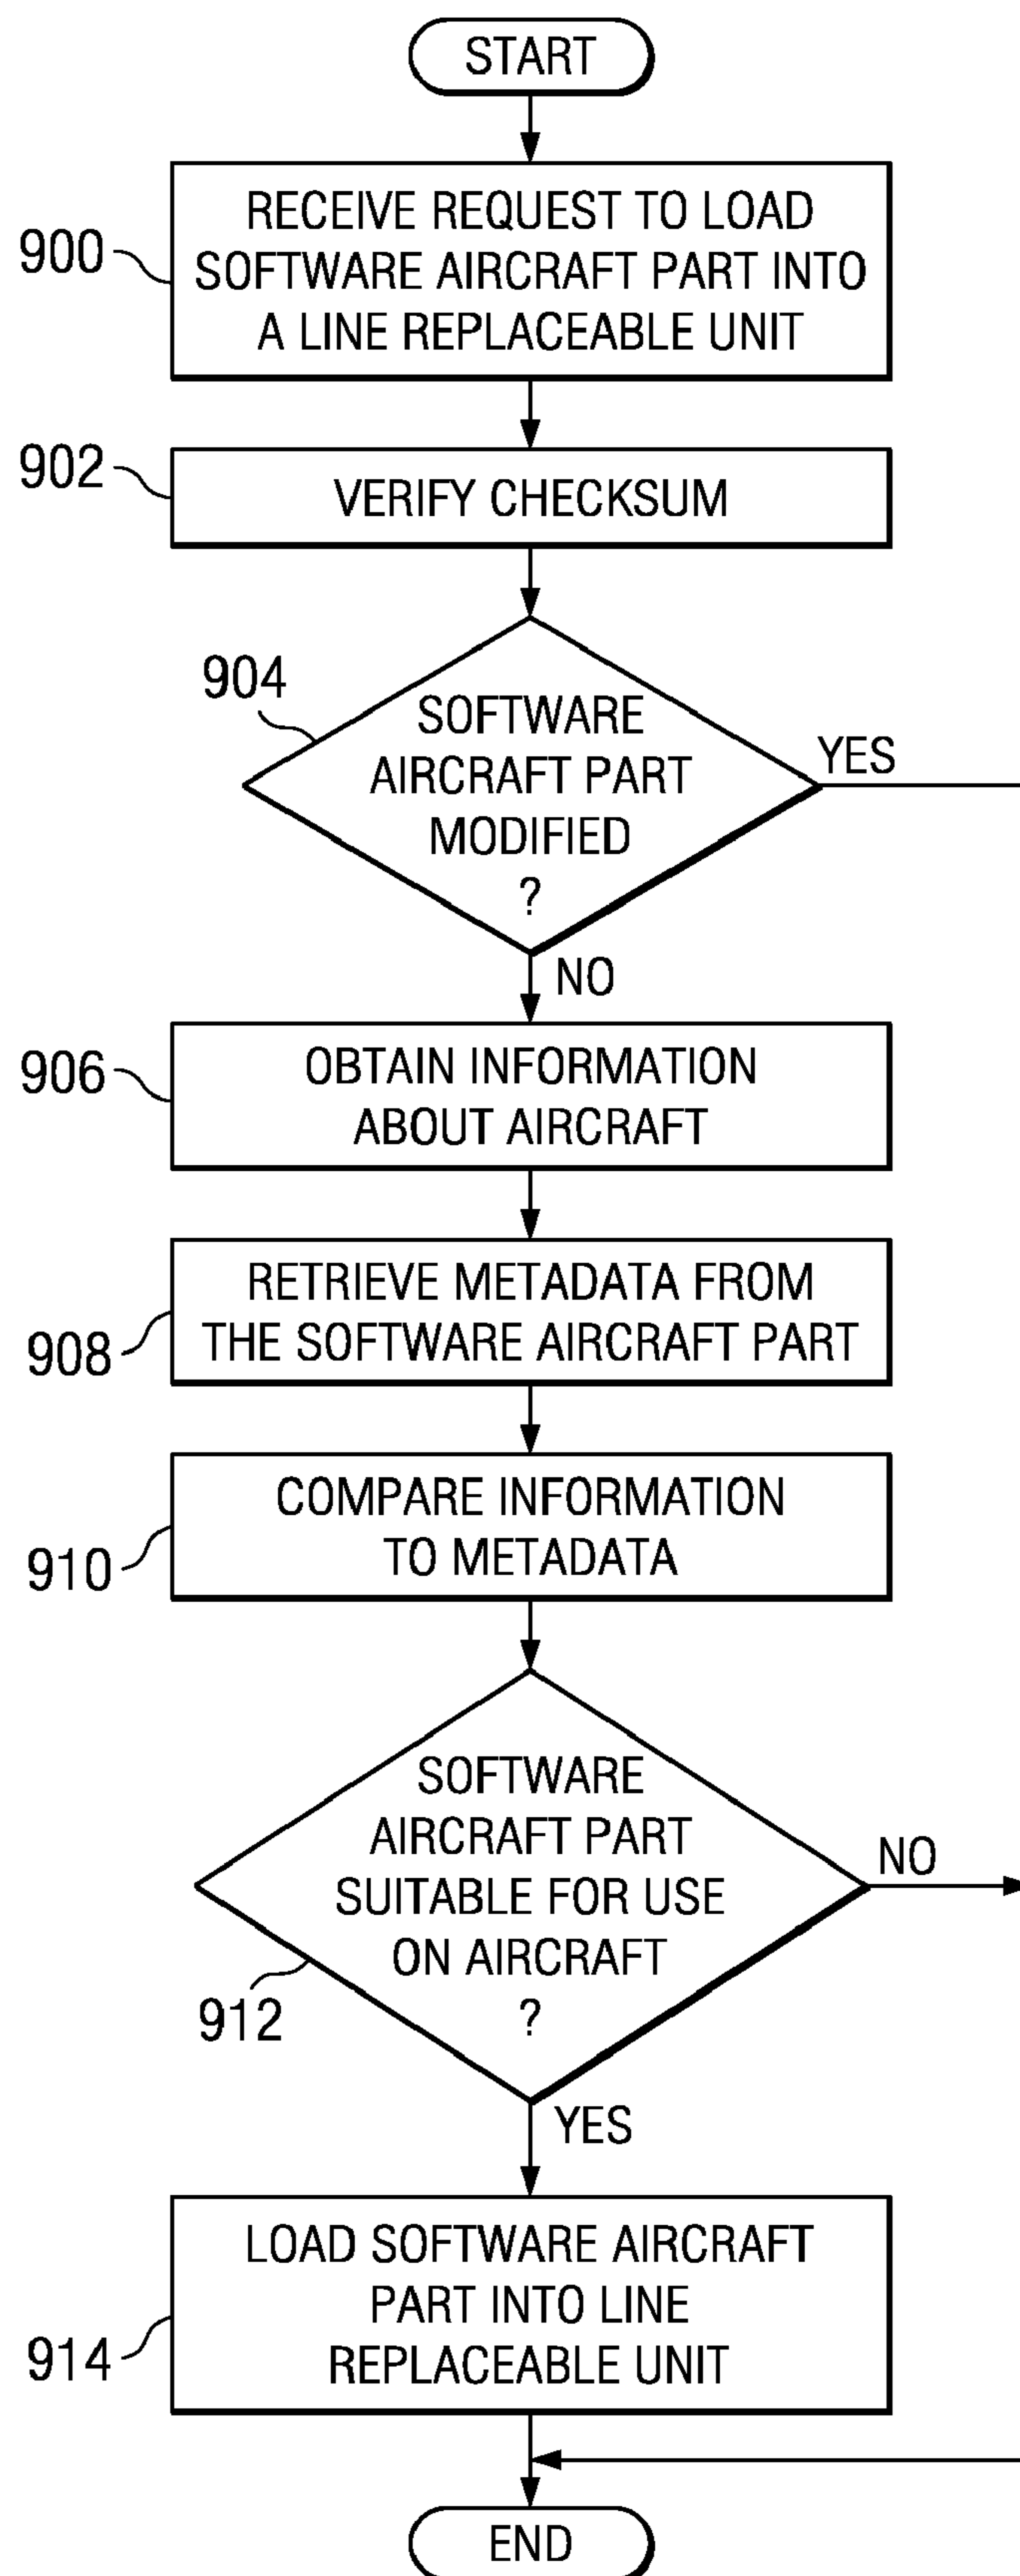 START
900
RECEIVE REQUEST TO LOAD
SOFTWARE AIRCRAFT PART INTO
A LINE REPLACEABLE UNIT
902
VERIFY CHECKSUM
904
SOFTWARE
AIRCRAFT PART
MODIFIED
?
YES
NO
906
OBTAIN INFORMATION
ABOUT AIRCRAFT
908
RETRIEVE METADATA FROM
THE SOFTWARE AIRCRAFT PART
910
COMPARE INFORMATION
TO METADATA
912
SOFTWARE
AIRCRAFT PART
SUITABLE FOR USE
ON AIRCRAFT
?
NO
YES
914
LOAD SOFTWARE AIRCRAFT
PART INTO LINE
REPLACEABLE UNIT
END